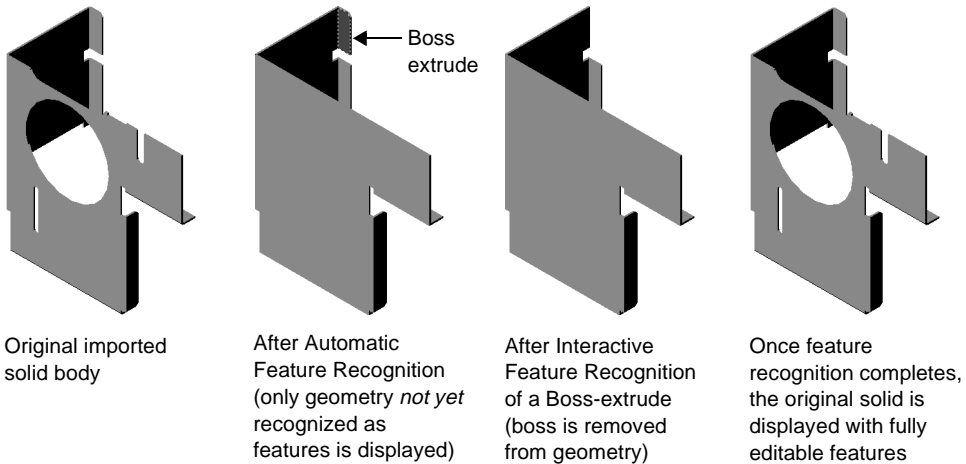 Boss
extrude
Original imported
solid body
After Automatic
Feature Recognition
(only geometry not yet
recognized as
features is displayed)
After Interactive
Feature Recognition
of a Boss-extrude
(boss is removed
from geometry)
Once feature
recognition completes,
the original solid is
displayed with fully
editable features